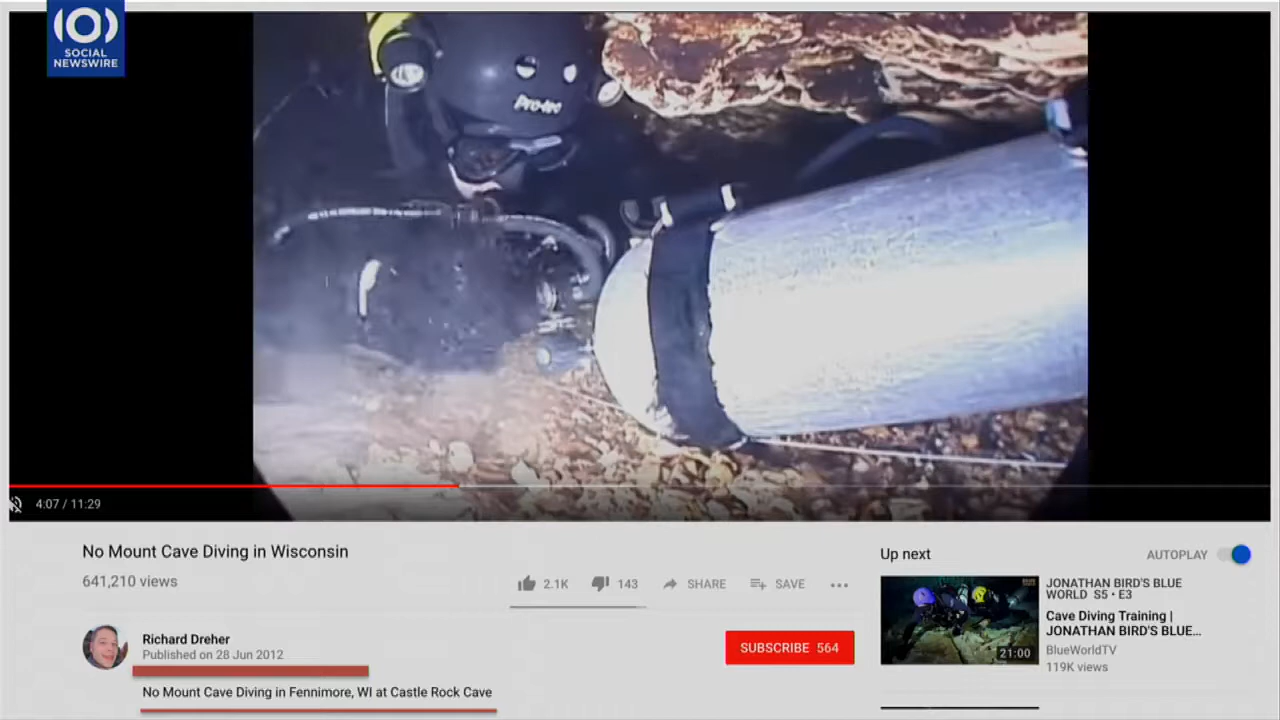 SOCIAL
NEWSWIRE
Pro-tec
4:07 / 11:29
No Mount Cave Diving in Wisconsin
641,210 views
2.1K
143
SHARE
SAVE
Richard Dreher
Published on 28 Jun 2012
SUBSCRIBE 564
No Mount Cave Diving in Fennimore, WI at Castle Rock Cave
Up next
AUTOPLAY
21:00
JONATHAN BIRD'S BLUE
WORLD S5 • E3
Cave Diving Training |
JONATHAN BIRD'S BLUE...
BlueWorldTV
119K views